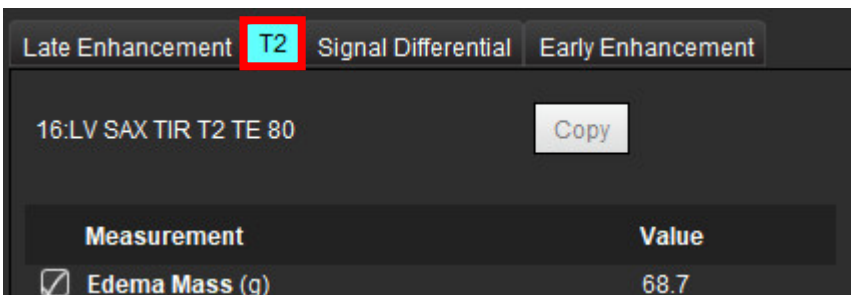 Late Enhancement T2 Signal Differential Early Enhancement
16:LV SAX TIR T2 TE 80 Copy
Measurement Value
Edema Mass (g) 68.7